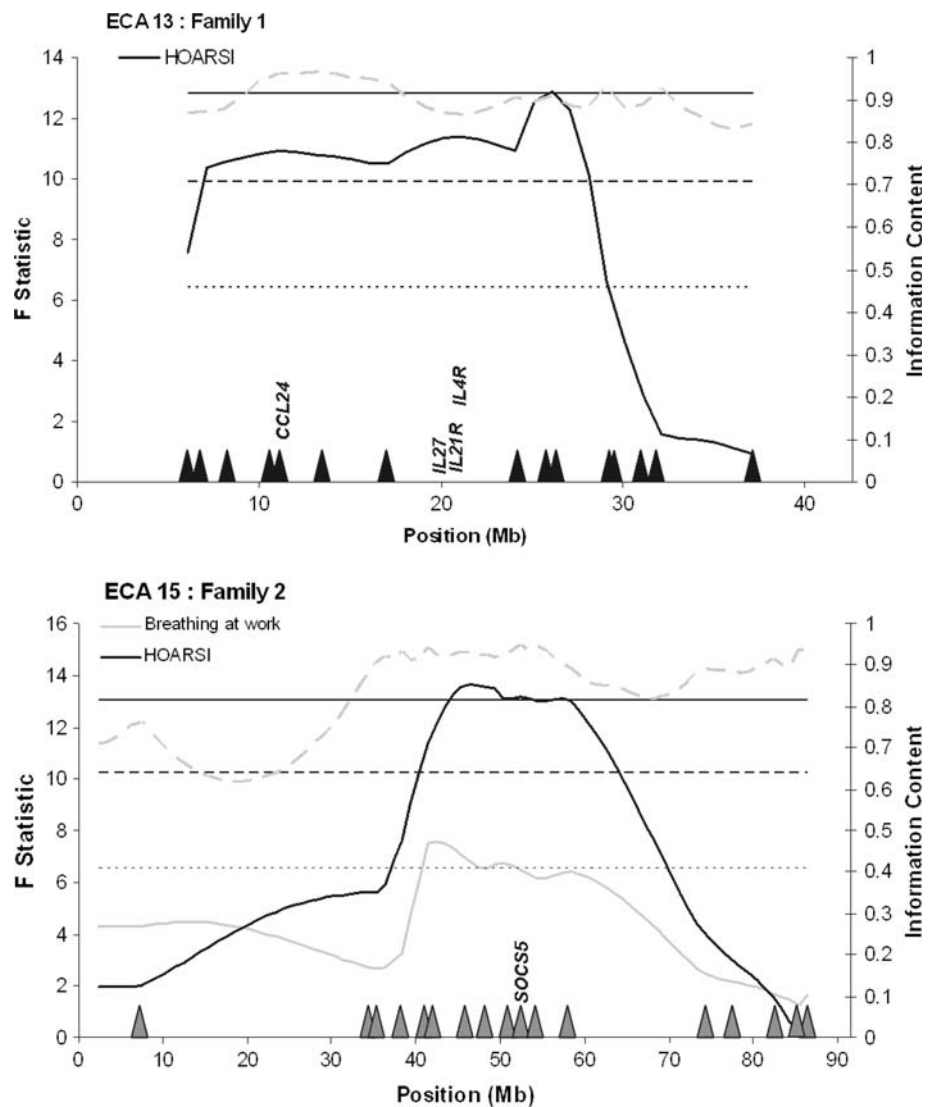 ECA 13 : Family 1
HOARSI
14
12
10
8
6
4
2
0
F Statistic
1
0.9
0.8
0.7
0.6
0.5
0.4
0.3
0.2
0.1
0
Information Content
CCL24
IL27
IL21R
IL4R
0 10 20 30 40
Position (Mb)
ECA 15 : Family 2
Breathing at work
HOARSI
16
14
12
10
8
6
4
2
0
F Statistic
1
0.9
0.8
0.7
0.6
0.5
0.4
0.3
0.2
0.1
0
Information Content
SOCS5
0 10 20 30 40 50 60 70 80 90
Position (Mb)